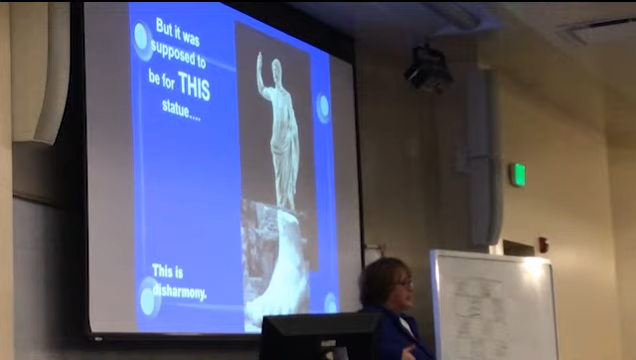 But it was
supposed to
be for THIS
statue....
This is
disharmony.